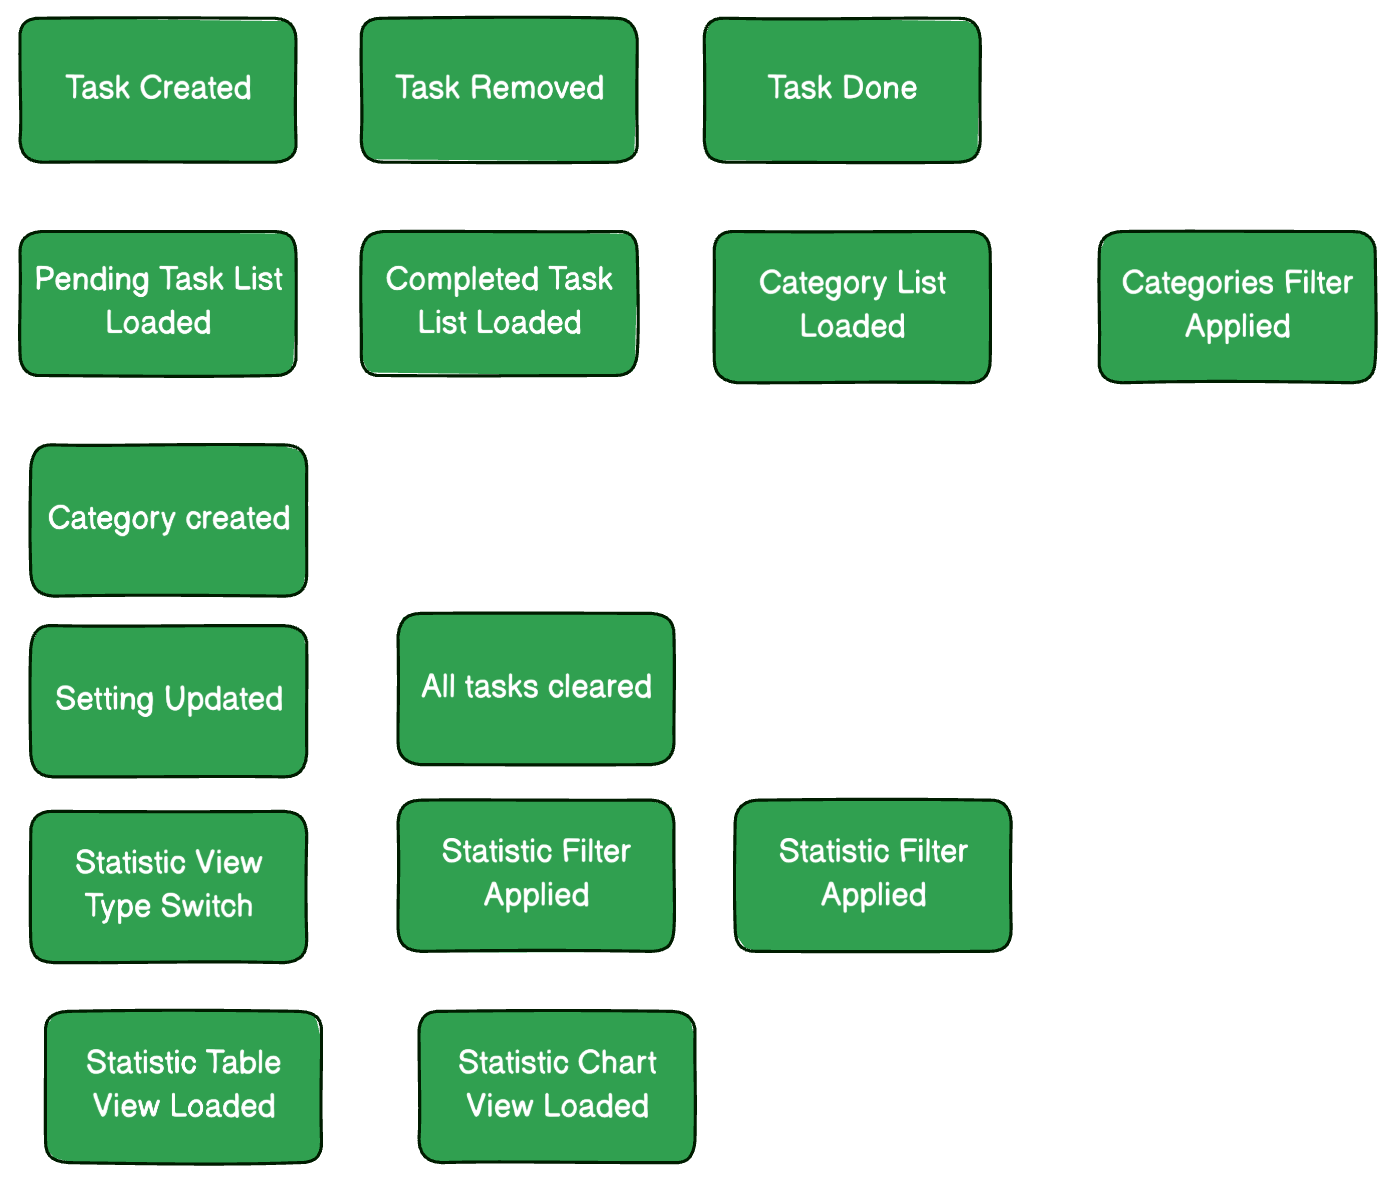 Task Created
Task Removed
Task Done
Pending Task List
Loaded
Completed Task
List Loaded
Category List
Loaded
Categories Filter
Applied
Category created
Setting Updated
All tasks cleared
Statistic View
Type Switch
Statistic Filter
Applied
Statistic Filter
Applied
Statistic Table
View Loaded
Statistic Chart
View Loaded